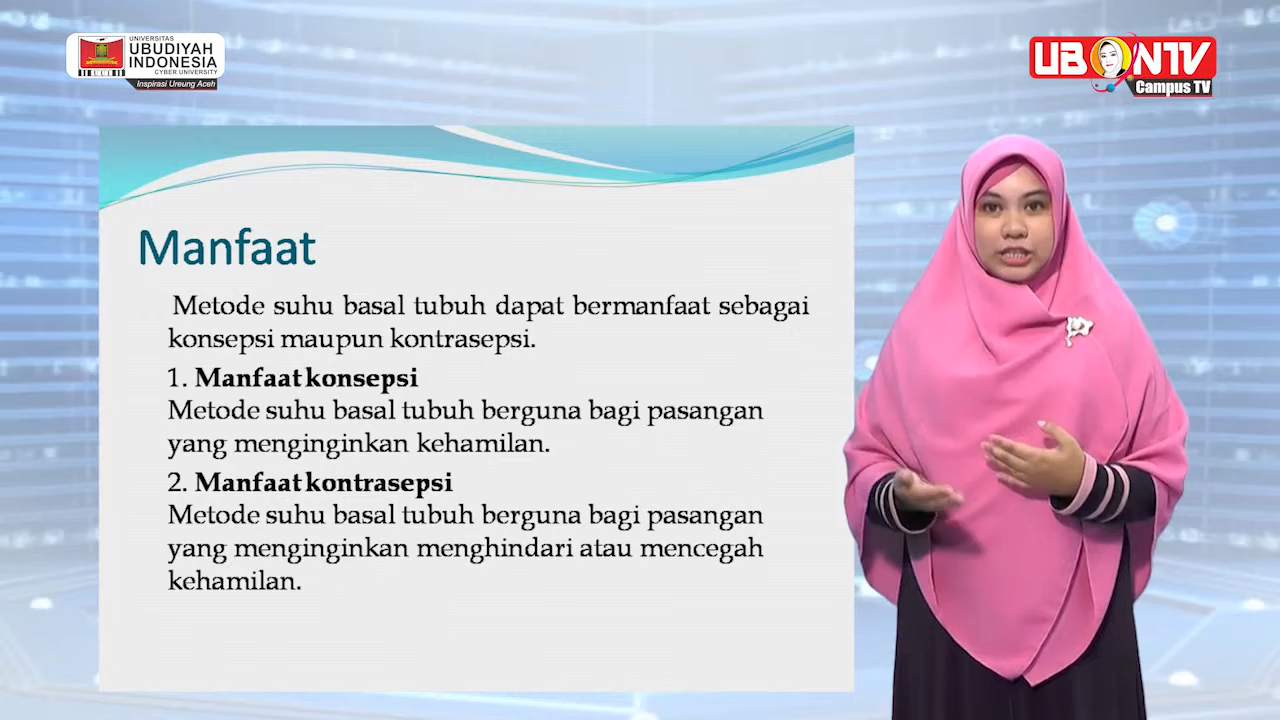 UNIVERSITAS
UBUDIYAH
INDONESIA
CYBER UNIVERSITY
Inspirasi Ureung Aceh
UBONTV
Campus TV
Manfaat
Metode suhu basal tubuh dapat bermanfaat sebagai
konsepsi maupun kontrasepsi.
1. Manfaat konsepsi
Metode suhu basal tubuh berguna bagi pasangan
yang menginginkan kehamilan.
2. Manfaat kontrasepsi
Metode suhu basal tubuh berguna bagi pasangan
yang menginginkan menghindari atau mencegah
kehamilan.